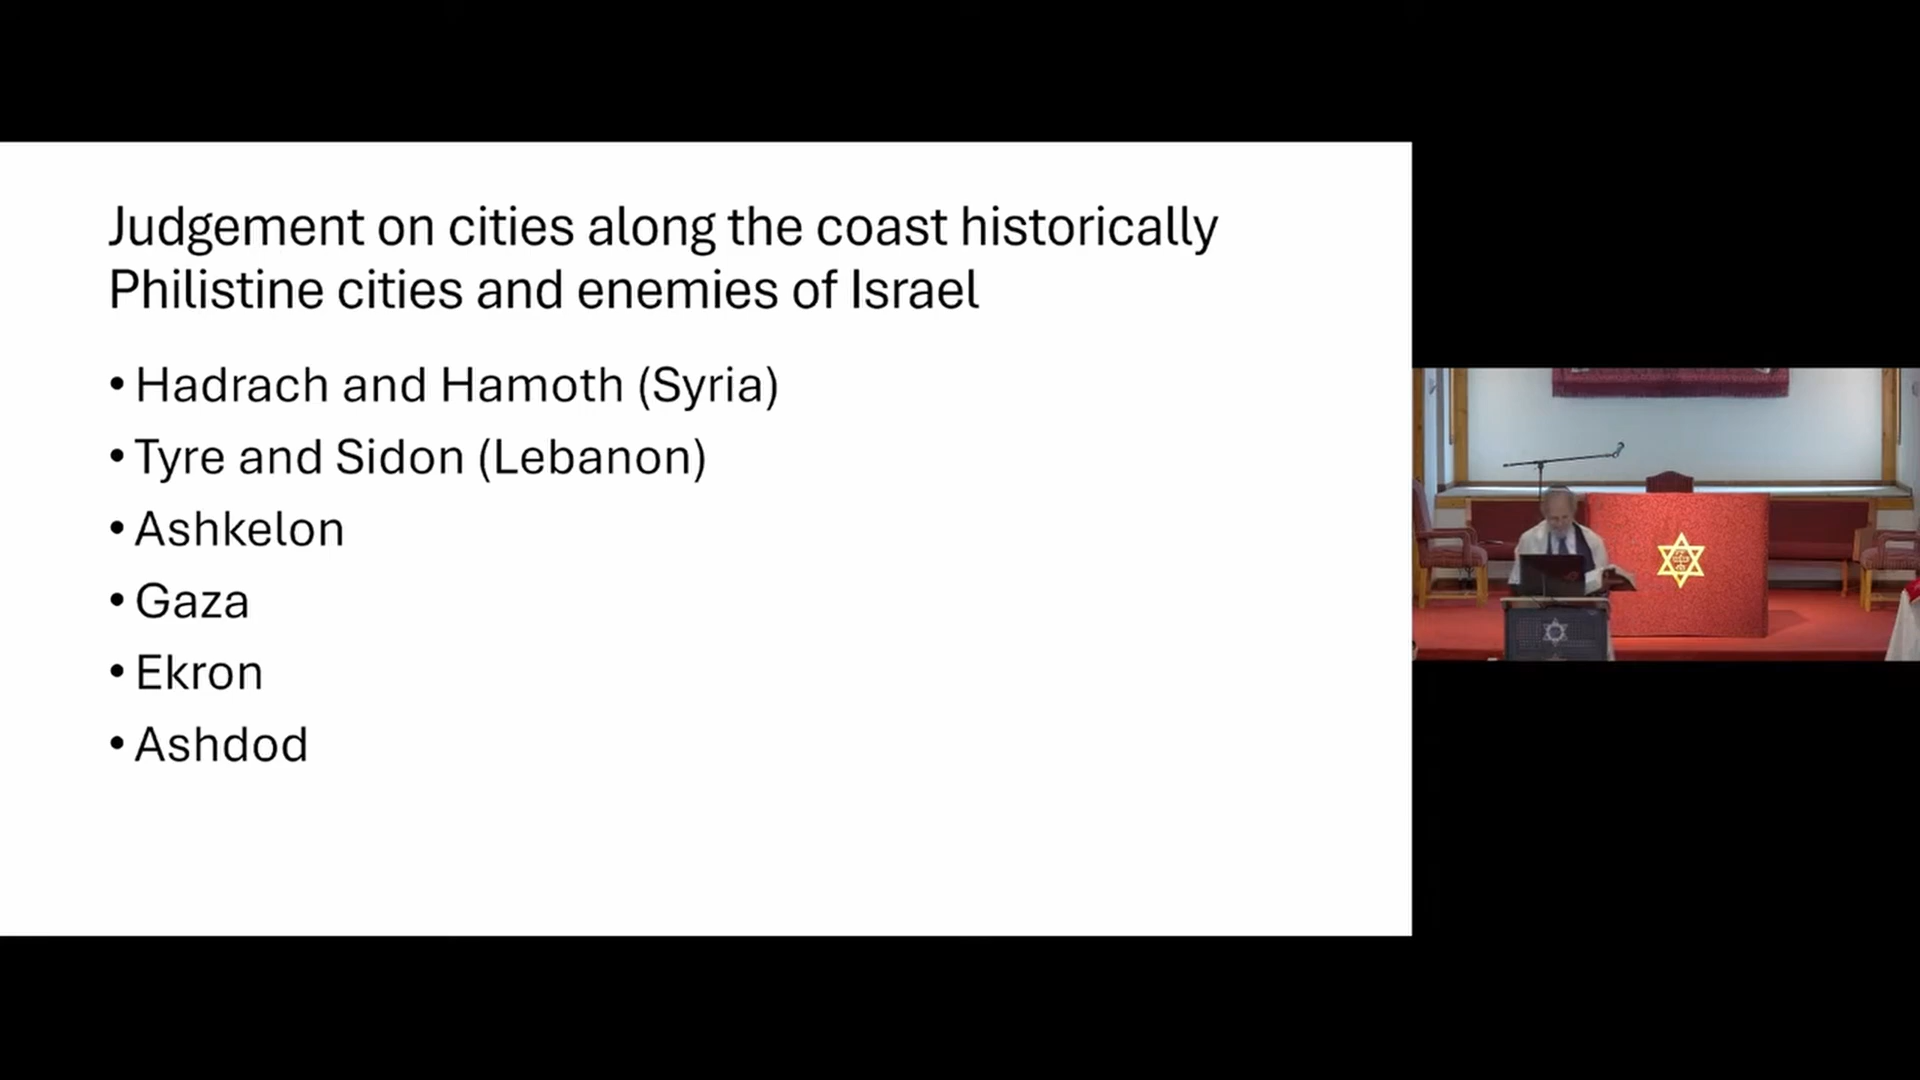 Judgement on cities along the coast historically
Philistine cities and enemies of Israel
• Hadrach and Hamoth (Syria)
• Tyre and Sidon (Lebanon)
• Ashkelon
• Gaza
• Ekron
• Ashdod